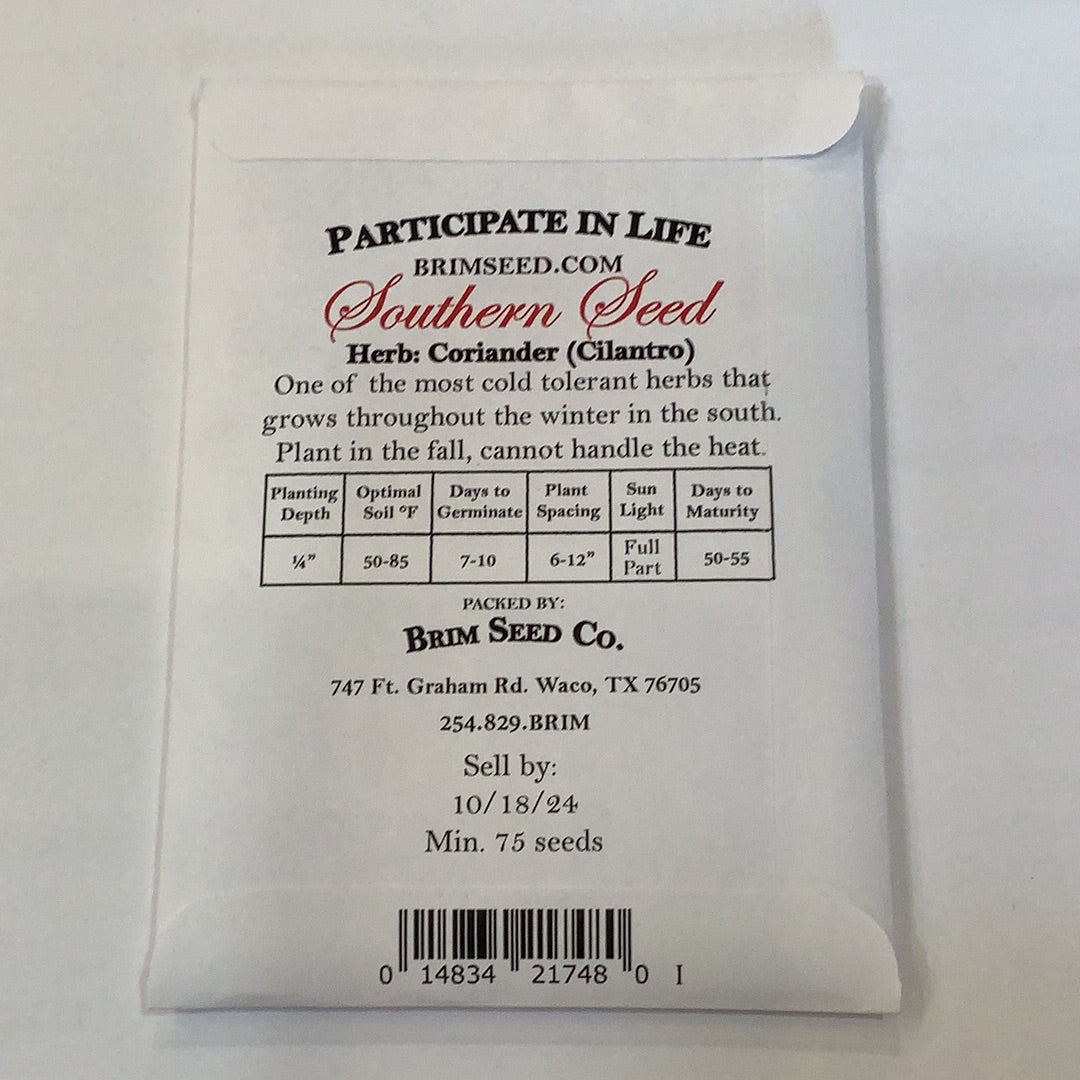 PARTICIPATE IN LIFE
BRIMSEED.COM
Southern Seed
Herb: Coriander (Cilantro)
One of the most cold tolerant herbs that
grows throughout the winter in the south.
Plant in the fall, cannot handle the heat.
Planting Depth Optimal Soil ºF Days to Germinate Plant Spacing Sun Light Days to Maturity
¼” 50-85 7-10 6-12” Full Part 50-55
PACKED BY:
BRIM SEED CO.
747 Ft. Graham Rd. Waco, TX 76705
254.829.BRIM
Sell by:
10/18/24
Min. 75 seeds
0 14834 21748 0 I